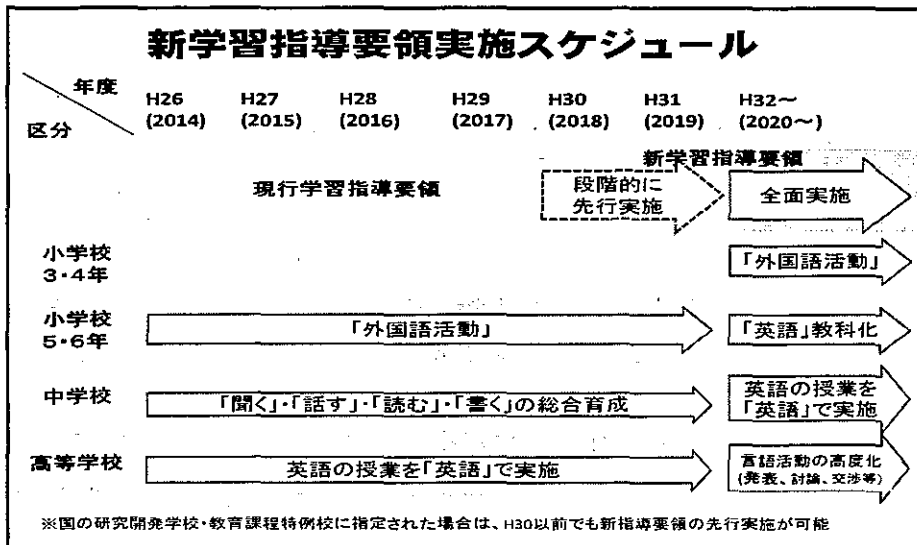 新学習指導要領実施スケジュール
年度
区分
H26 H27 H28 H29 H30 H31 H32～
(2014) (2015) (2016) (2017) (2018) (2019) (2020～)
新学習指導要領
現行学習指導要領
段階的に
先行実施
全面実施
小学校
3・4年
「外国語活動」
小学校
5・6年
「外国語活動」
「英語」教科化
中学校
「聞く」・「話す」・「読む」・「書く」の総合育成
英語の授業を
「英語」で実施
高等学校
英語の授業を「英語」で実施
言語活動の高度化
(発表、討論、交渉等)
※国の研究開発学校・教育課程特例校に指定された場合は、H30以前でも新指導要領の先行実施が可能